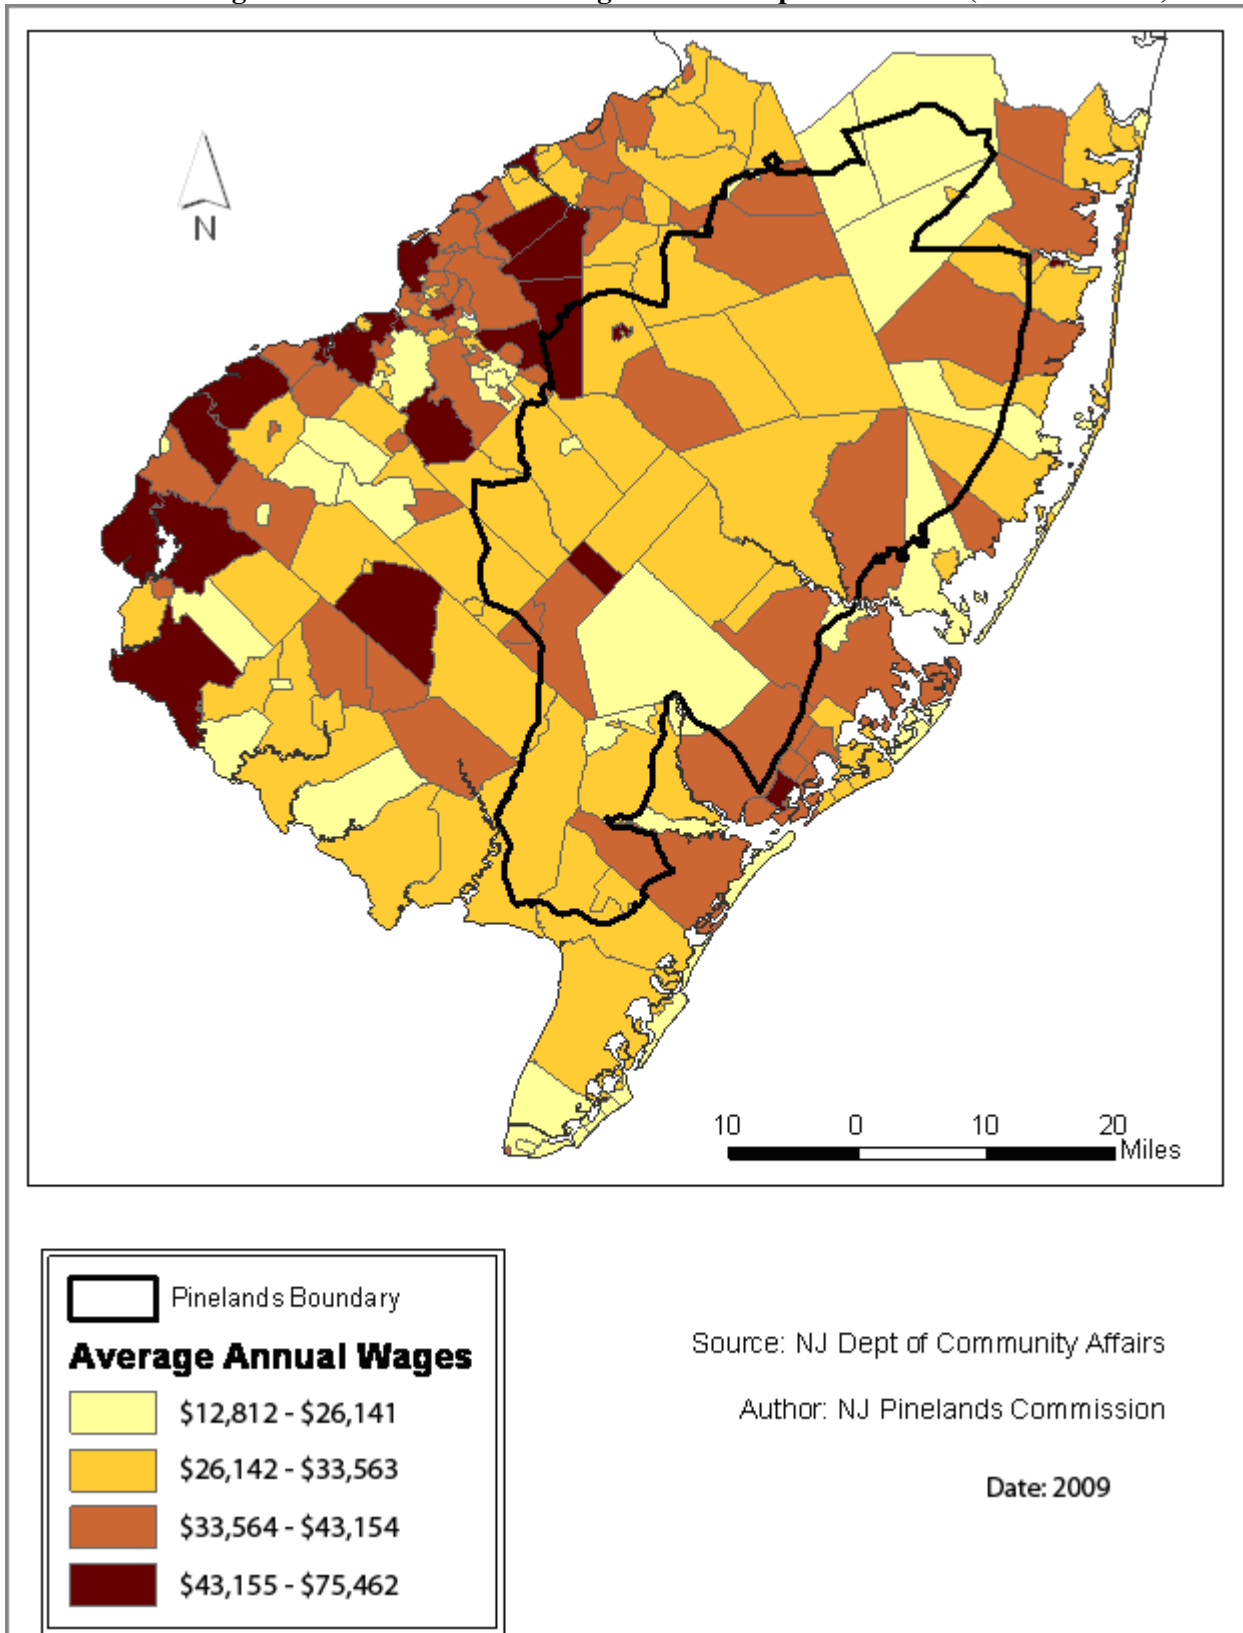 N
10 0 10 20
Miles
Pinelands Boundary
Average Annual Wages
$12,812 - $26,141
$26,142 - $33,563
$33,564 - $43,154
$43,155 - $75,462
Source: NJ Dept of Community Affairs
Author: NJ Pinelands Commission
Date: 2009